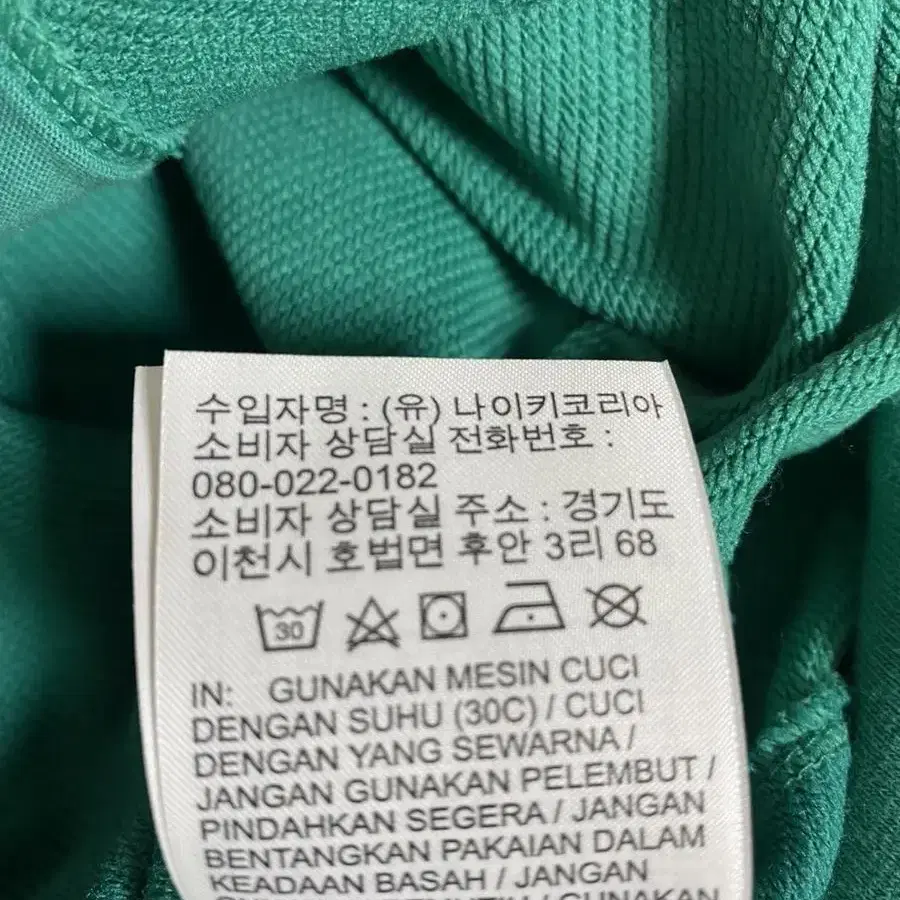 수입자명 : (유) 나이키코리아
소비자 상담실 전화번호 :
080-022-0182
소비자 상담실 주소 : 경기도
이천시 호법면 후안 3리 68
30
IN: GUNAKAN MESIN CUCI
DENGAN SUHU (30C) / CUCI
DENGAN YANG SEWARNA /
JANGAN GUNAKAN PELEMBUT /
PINDAHKAN SEGERA / JANGAN
BENTANGKAN PAKAIAN DALAM
KEADAAN BASAH / JANGAN